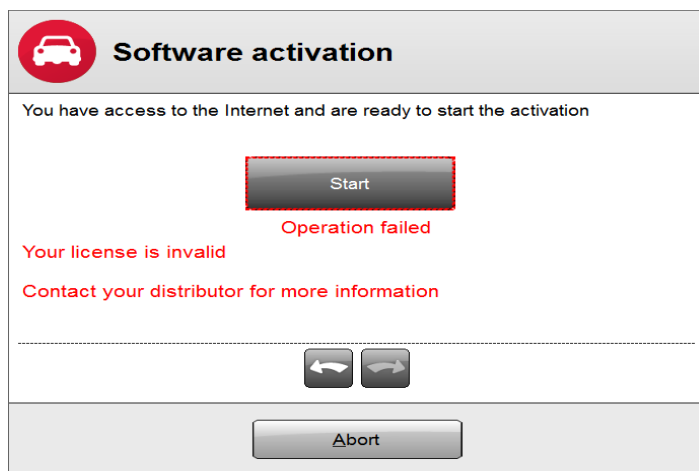 Software activation
You have access to the Internet and are ready to start the activation
Start
Operation failed
Your license is invalid
Contact your distributor for more information
Abort